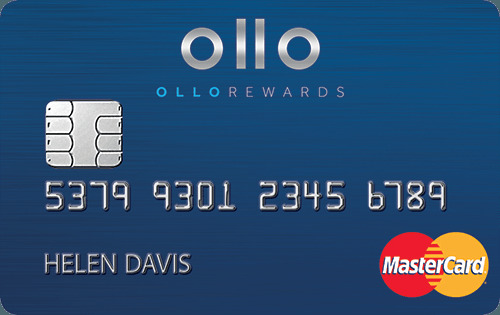 ollo
OLLOREWARDS
5379 9301 2345 6789
HELEN DAVIS
MasterCard